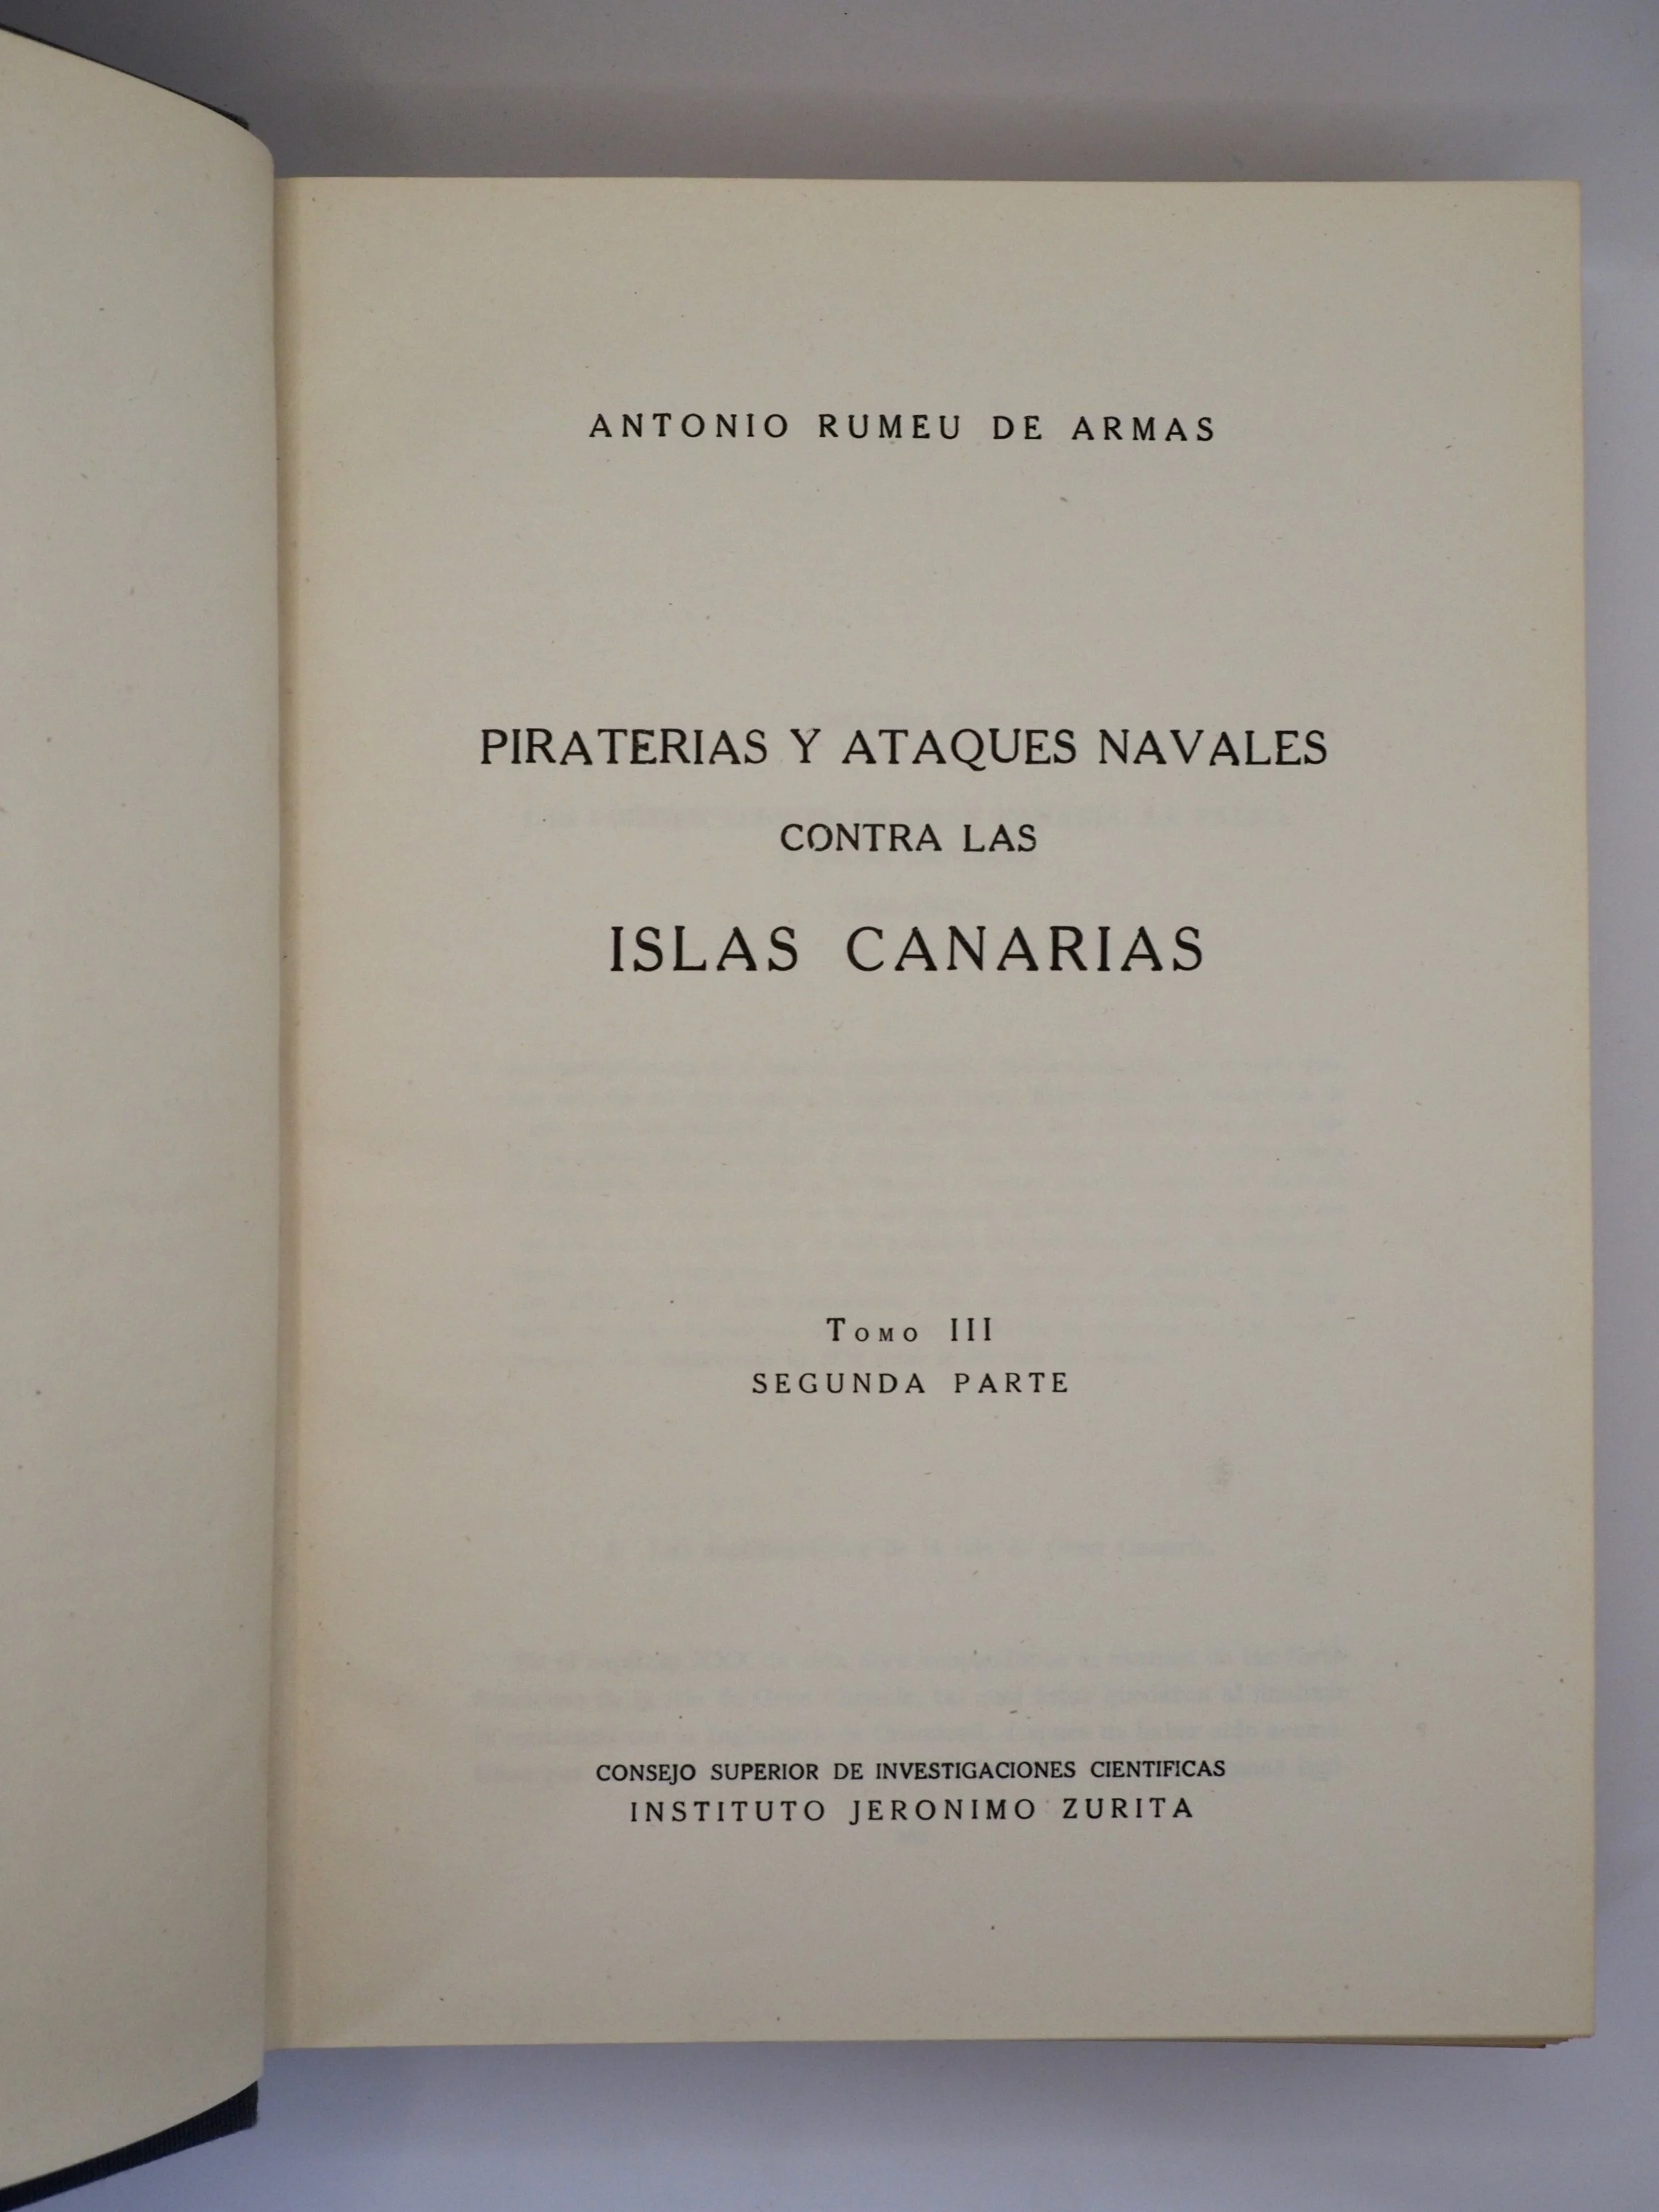 ANTONIO RUMEU DE ARMAS
PIRATERIAS Y ATAQUES NAVALES
CONTRA LAS
ISLAS CANARIAS
TOMO III
SEGUNDA PARTE
CONSEJO SUPERIOR DE INVESTIGACIONES CIENTIFICAS
INSTITUTO JERONIMO ZURITA